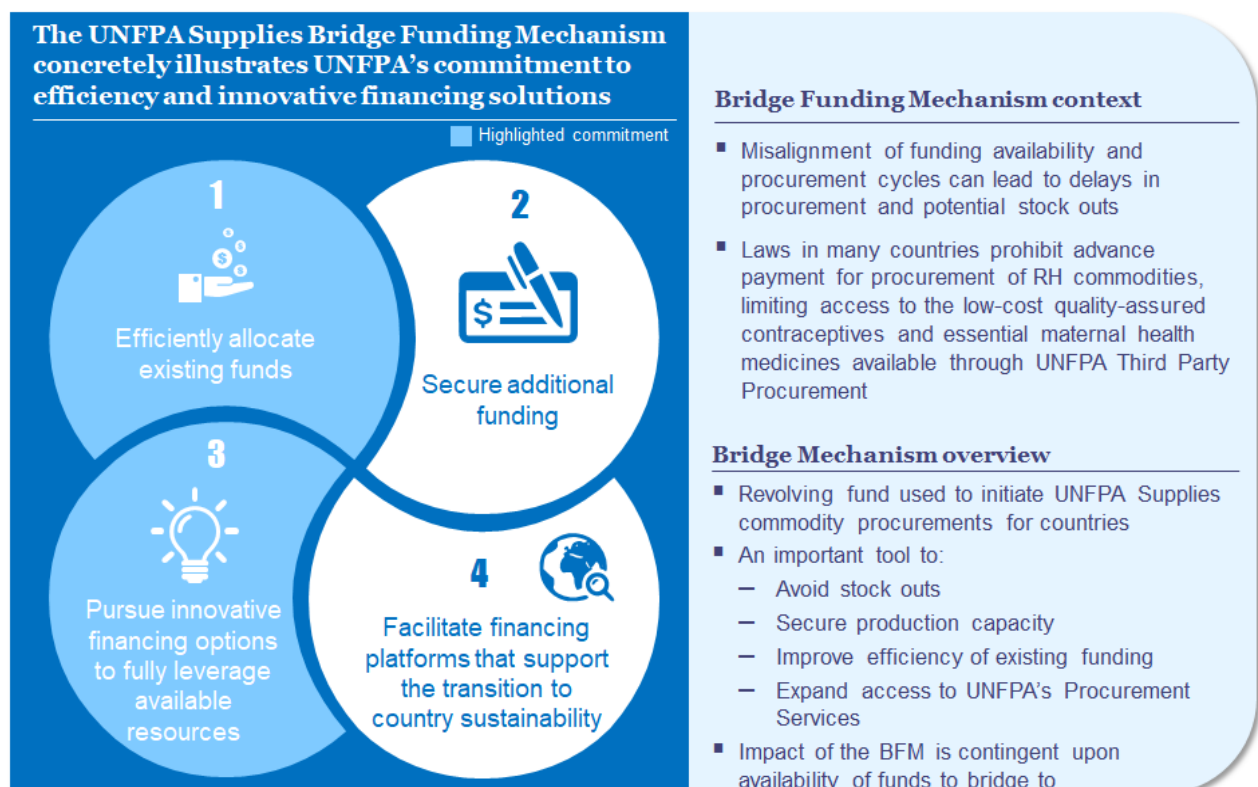 The UNFPA Supplies Bridge Funding Mechanism
concretely illustrates UNFPA's commitment to
efficiency and innovative financing solutions
Highlighted commitment
1
Efficiently allocate
existing funds
2
$
Secure additional
funding
3
Pursue innovative
financing options
to fully leverage
available
resources
4
Facilitate financing
platforms that support
the transition to
country sustainability
Bridge Funding Mechanism context
▪ Misalignment of funding availability and
procurement cycles can lead to delays in
procurement and potential stock outs
▪ Laws in many countries prohibit advance
payment for procurement of RH commodities,
limiting access to the low-cost quality-assured
contraceptives and essential maternal health
medicines available through UNFPA Third Party
Procurement
Bridge Mechanism overview
▪ Revolving fund used to initiate UNFPA Supplies
commodity procurements for countries
▪ An important tool to:
– Avoid stock outs
– Secure production capacity
– Improve efficiency of existing funding
– Expand access to UNFPA's Procurement
Services
▪ Impact of the BFM is contingent upon
availability of funds to bridge to